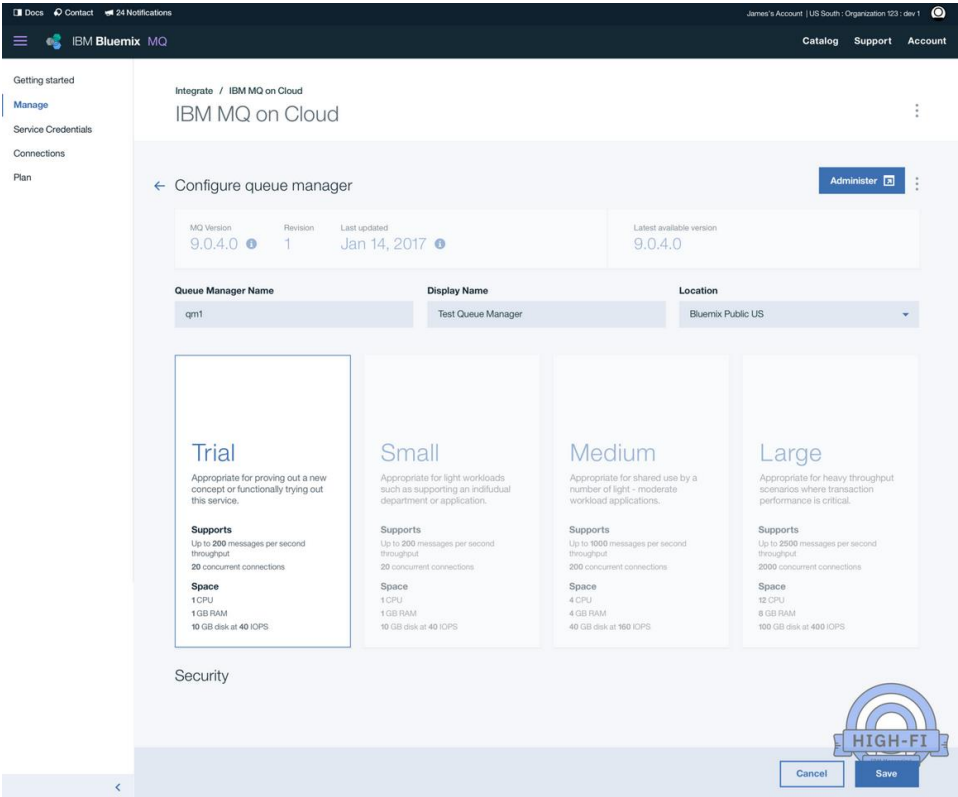 Docs Contact 24 Notifications James's Account | US South : Organization 123 : dev 1
IBM Bluemix MQ Catalog Support Account
Getting started
Manage
Service Credentials
Connections
Plan
Integrate / IBM MQ on Cloud
IBM MQ on Cloud
Configure queue manager
Administer
MQ Version Revision Last updated Latest available version
9.0.4.0 1 Jan 14, 2017 9.0.4.0
Queue Manager Name Display Name Location
qm1 Test Queue Manager Bluemix Public US
Trial
Appropriate for proving out a new
concept or functionally trying out
this service.
Supports
Up to 200 messages per second
throughput
20 concurrent connections
Space
1 CPU
1 GB RAM
10 GB disk at 40 IOPS
Small
Appropriate for light workloads
such as supporting an indifudual
department or application.
Supports
Up to 200 messages per second
throughput
20 concurrent connections
Space
1 CPU
1 GB RAM
10 GB disk at 40 IOPS
Medium
Appropriate for shared use by a
number of light - moderate
workload applications.
Supports
Up to 1000 messages per second
throughput
200 concurrent connections
Space
4 CPU
4 GB RAM
40 GB disk at 160 IOPS
Large
Appropriate for heavy throughput
scenarios where transaction
performance is critical.
Supports
Up to 2500 messages per second
throughput
2000 concurrent connections
Space
12 CPU
8 GB RAM
100 GB disk at 400 IOPS
Security
HIGH-FI
Cancel Save